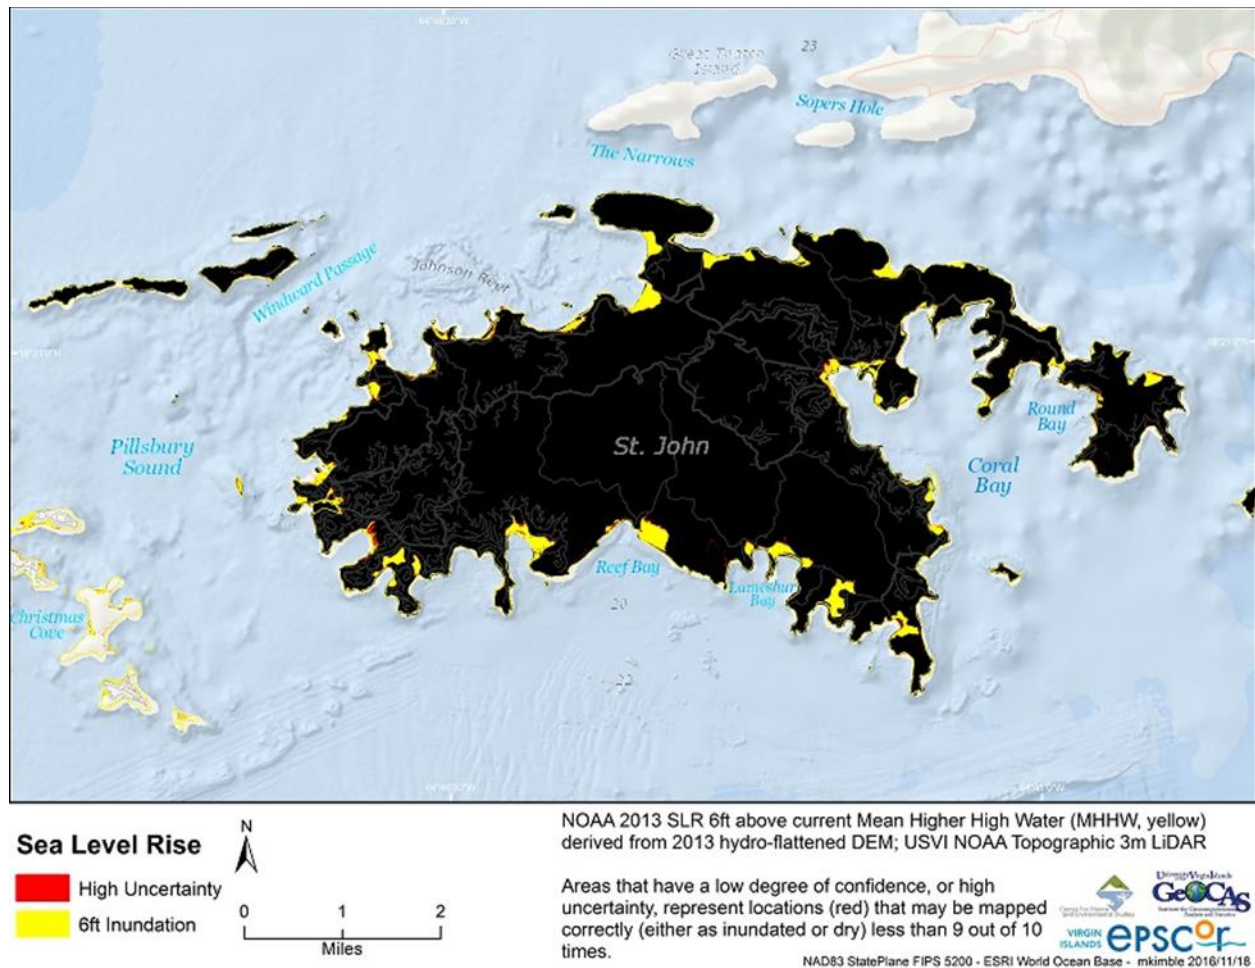 Great Thatch
Island
23
Sopers Hole
The Narrows
Johnson Reef
Windward Passage
St. John
Pillsbury
Sound
Round
Bay
Coral
Bay
Reef Bay
Lameshur
Bay
Christmas
Cove
20
22
Sea Level Rise
High Uncertainty
6ft Inundation
N
0 1 2
Miles
NOAA 2013 SLR 6ft above current Mean Higher High Water (MHHW, yellow)
derived from 2013 hydro-flattened DEM; USVI NOAA Topographic 3m LiDAR
Areas that have a low degree of confidence, or high
uncertainty, represent locations (red) that may be mapped
correctly (either as inundated or dry) less than 9 out of 10
times.
GeoCAS
VIRGIN
ISLANDS
epscor
NAD83 StatePlane FIPS 5200 - ESRI World Ocean Base - mkimble 2016/11/18